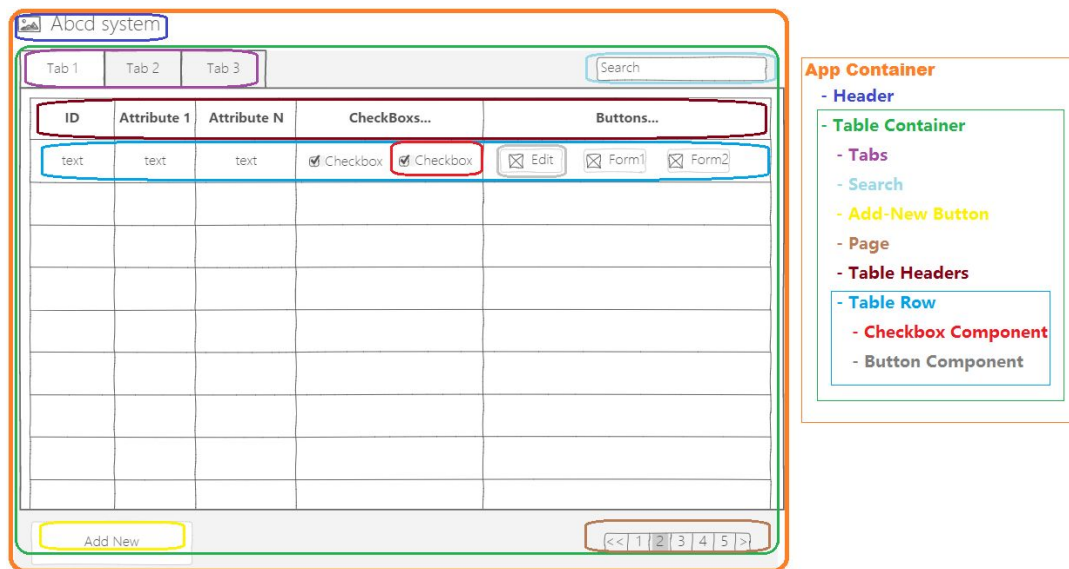 Abcd system
Tab 1 Tab 2 Tab 3 Search
ID Attribute 1 Attribute N CheckBoxs... Buttons...
text text text Checkbox Checkbox Edit Form1 Form2
Add New << 1 2 3 4 5 >
App Container
- Header
- Table Container
- Tabs
- Search
- Add-New Button
- Page
- Table Headers
- Table Row
- Checkbox Component
- Button Component